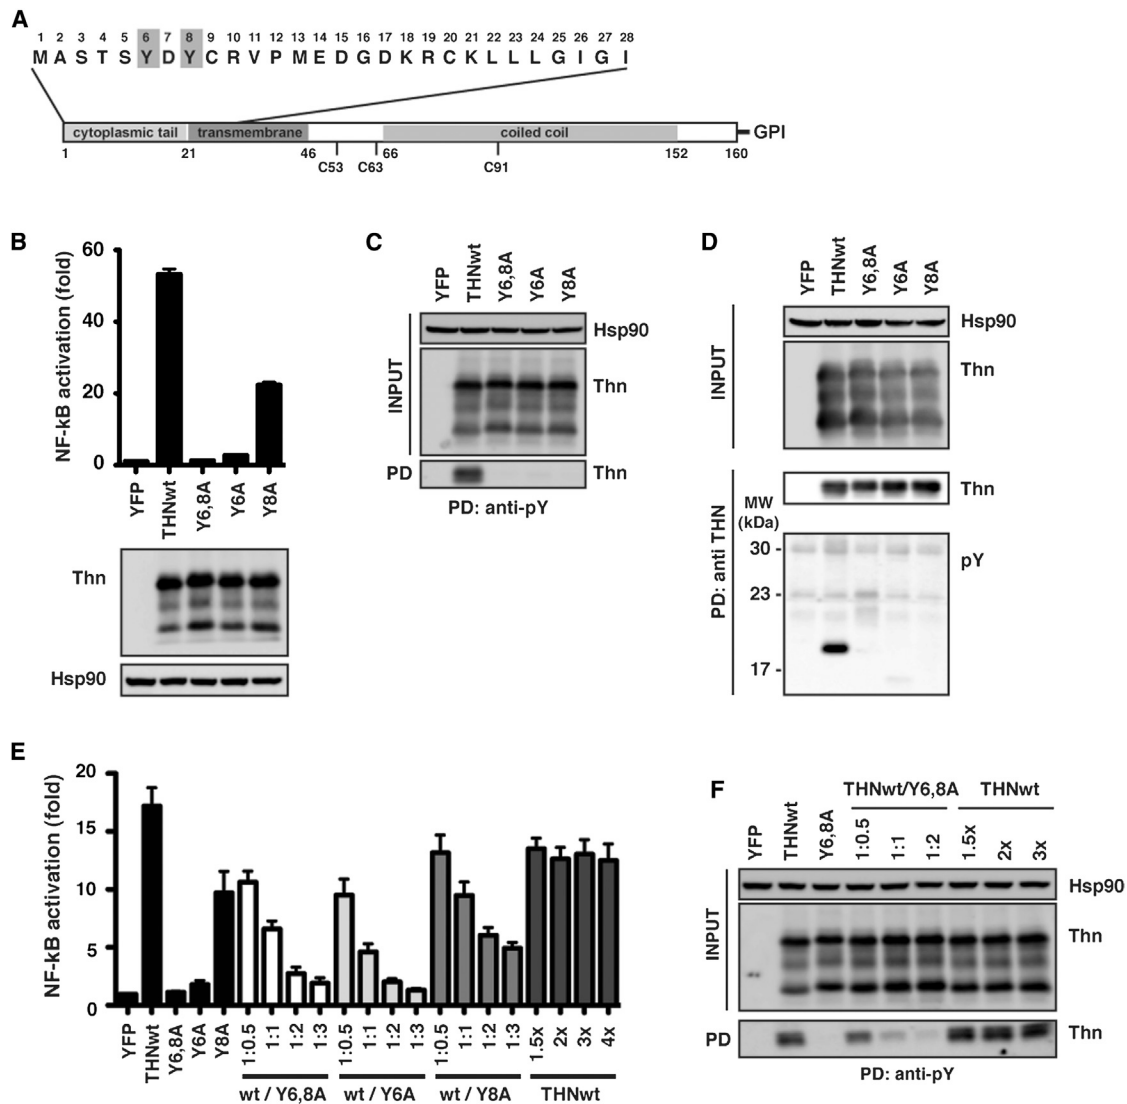 A
1 2 3 4 5 6 7 8 9 10 11 12 13 14 15 16 17 18 19 20 21 22 23 24 25 26 27 28
M A S T S Y D Y C R V P M E D G D K R C K L L L G I G I
cytoplasmic tail transmembrane coiled coil GPI
1 21 46 66 152 160
C53 C63 C91
B
NF-kB activation (fold)
60
40
20
0
YFP THNwt Y6,8A Y6A Y8A
Thn
Hsp90
C
YFP THNwt Y6,8A Y6A Y8A
INPUT
Hsp90
Thn
PD Thn
PD: anti-pY
D
YFP THNwt Y6,8A Y6A Y8A
INPUT
Hsp90
Thn
PD: anti THN
Thn
MW
(kDa)
30 -
pY
23 -
17 -
E
NF-kB activation (fold)
20
15
10
5
0
YFP THNwt Y6,8A Y6A Y8A 1:0.5 1:1 1:2 1:3 1:0.5 1:1 1:2 1:3 1:0.5 1:1 1:2 1:3 1.5x 2x 3x 4x
wt / Y6,8A wt / Y6A wt / Y8A THNwt
F
THNwt/Y6,8A THNwt
YFP THNwt Y6,8A 1:0.5 1:1 1:2 1.5x 2x 3x
INPUT
Hsp90
Thn
PD Thn
PD: anti-pY